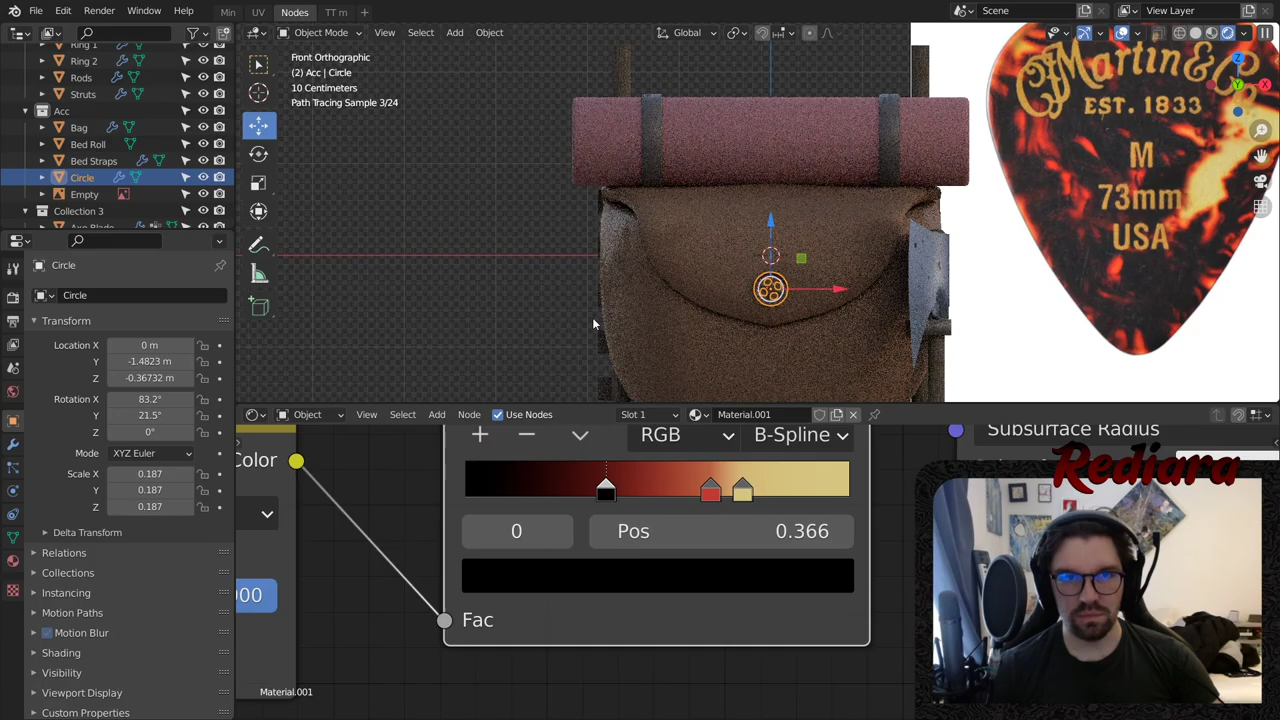 File Edit Render Window Help Min UV Nodes TT m + Scene View Layer
Object Mode View Select Add Object Global
Ring 1
Ring 2
Rods
Struts
Acc
Bag
Bed Roll
Bed Straps
Circle
Empty
Collection 3
Front Orthographic
(2) Acc | Circle
10 Centimeters
Path Tracing Sample 3/24
Martin & Co
EST. 1833
M
73mm
USA
Z
Y
X
Circle
Circle
Transform
Location X 0 m
Y -1.4823 m
Z -0.36732 m
Rotation X 83.2°
Y 21.5°
Z 0°
Mode XYZ Euler
Scale X 0.187
Y 0.187
Z 0.187
Delta Transform
Relations
Collections
Instancing
Motion Paths
Motion Blur
Shading
Visibility
Viewport Display
Custom Properties
Object View Select Add Node Use Nodes Slot 1 Material.001
Color
RGB B-Spline
0 Pos 0.366
Fac
Material.001
Subsurface Radius
Rediara